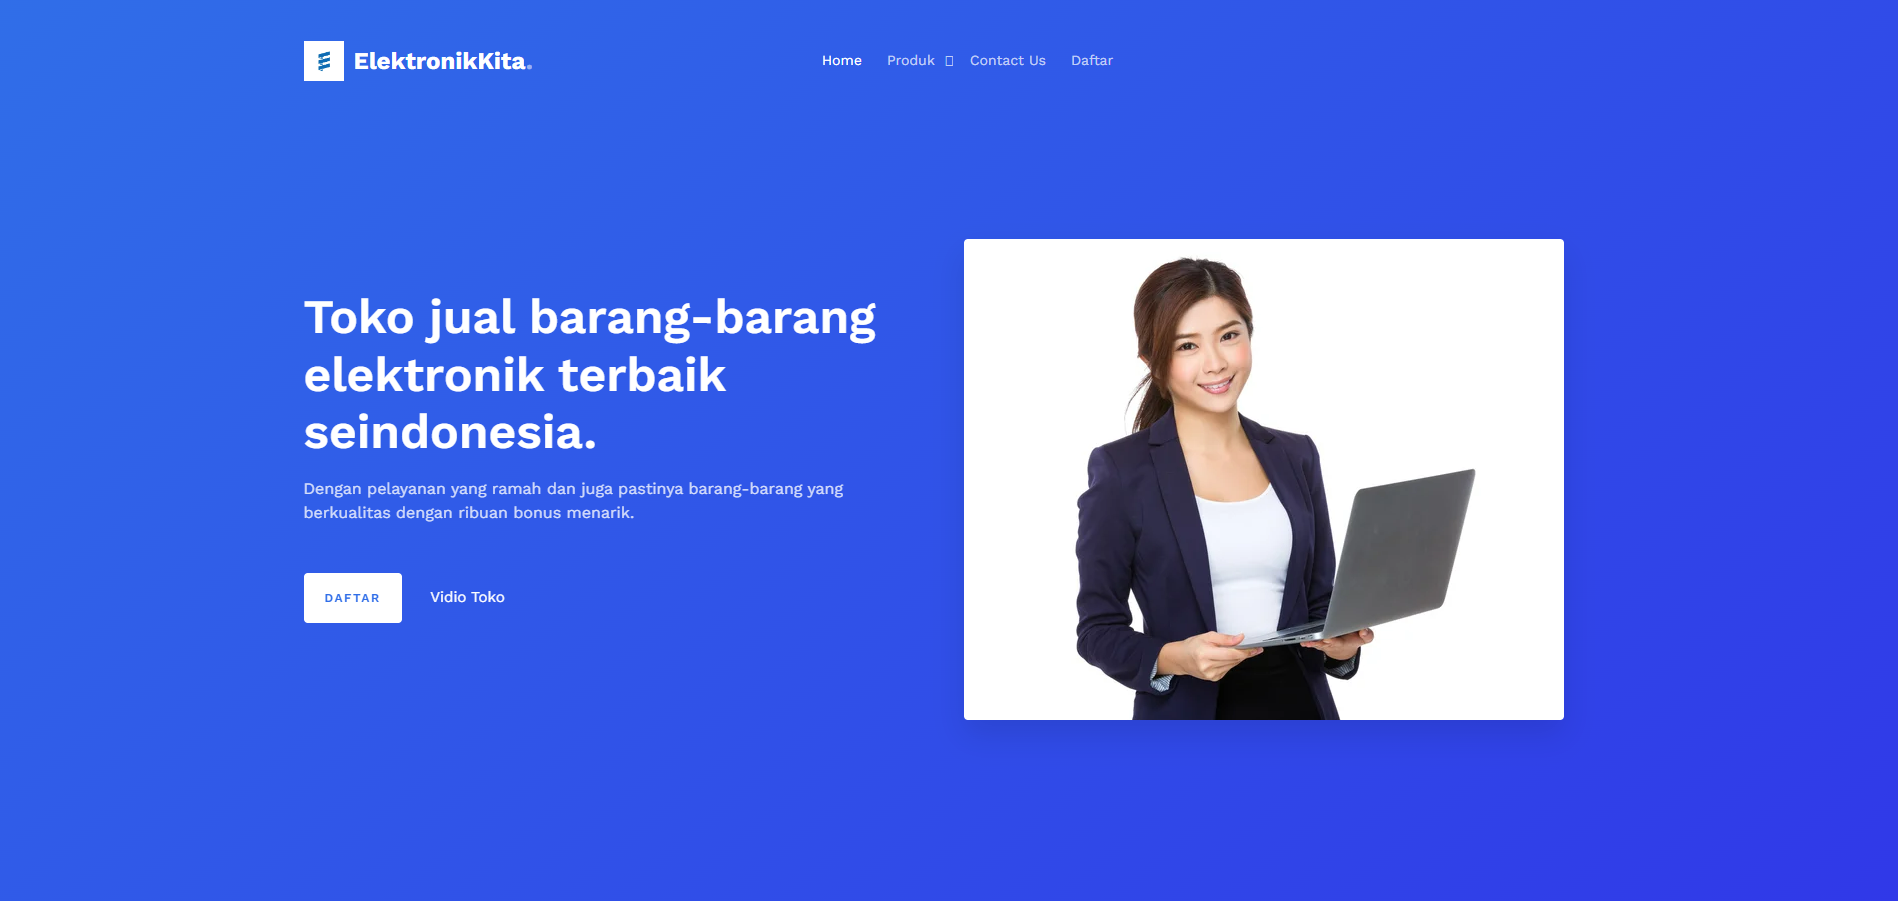 ElektronikKita.
Home Produk Contact Us Daftar
Toko jual barang-barang
elektronik terbaik
seindonesia.
Dengan pelayanan yang ramah dan juga pastinya barang-barang yang
berkualitas dengan ribuan bonus menarik.
DAFTAR Vidio Toko